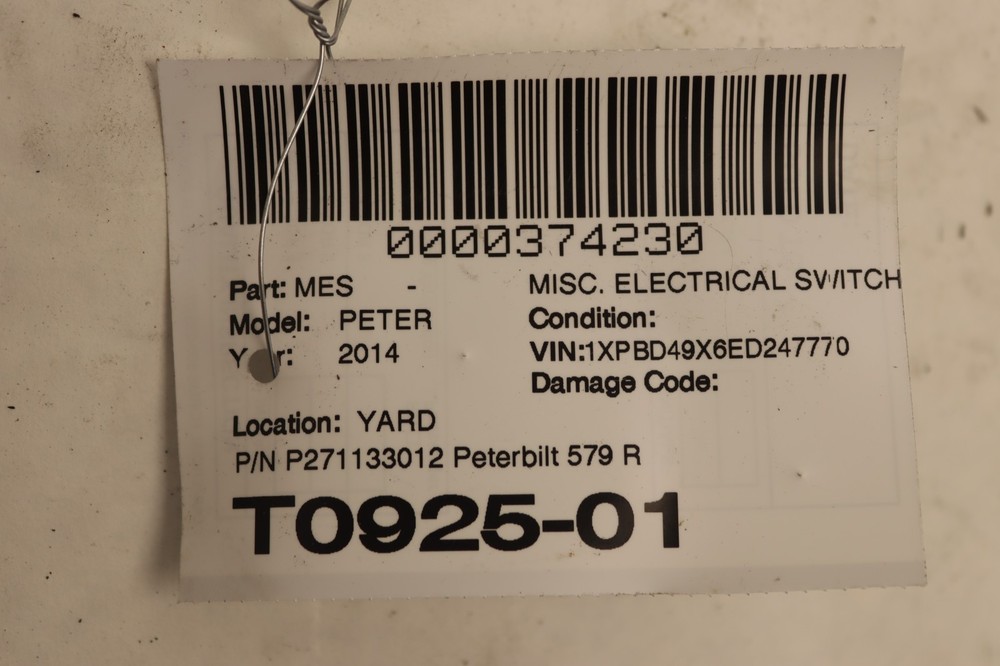 0000374230
Part: MES - MISC. ELECTRICAL SWITCH
Model: PETER Condition:
2014 VIN:1XPBD49X6ED247770
Damage Code:
Location: YARD
P/N P271133012 Peterbilt 579 R
T0925-01